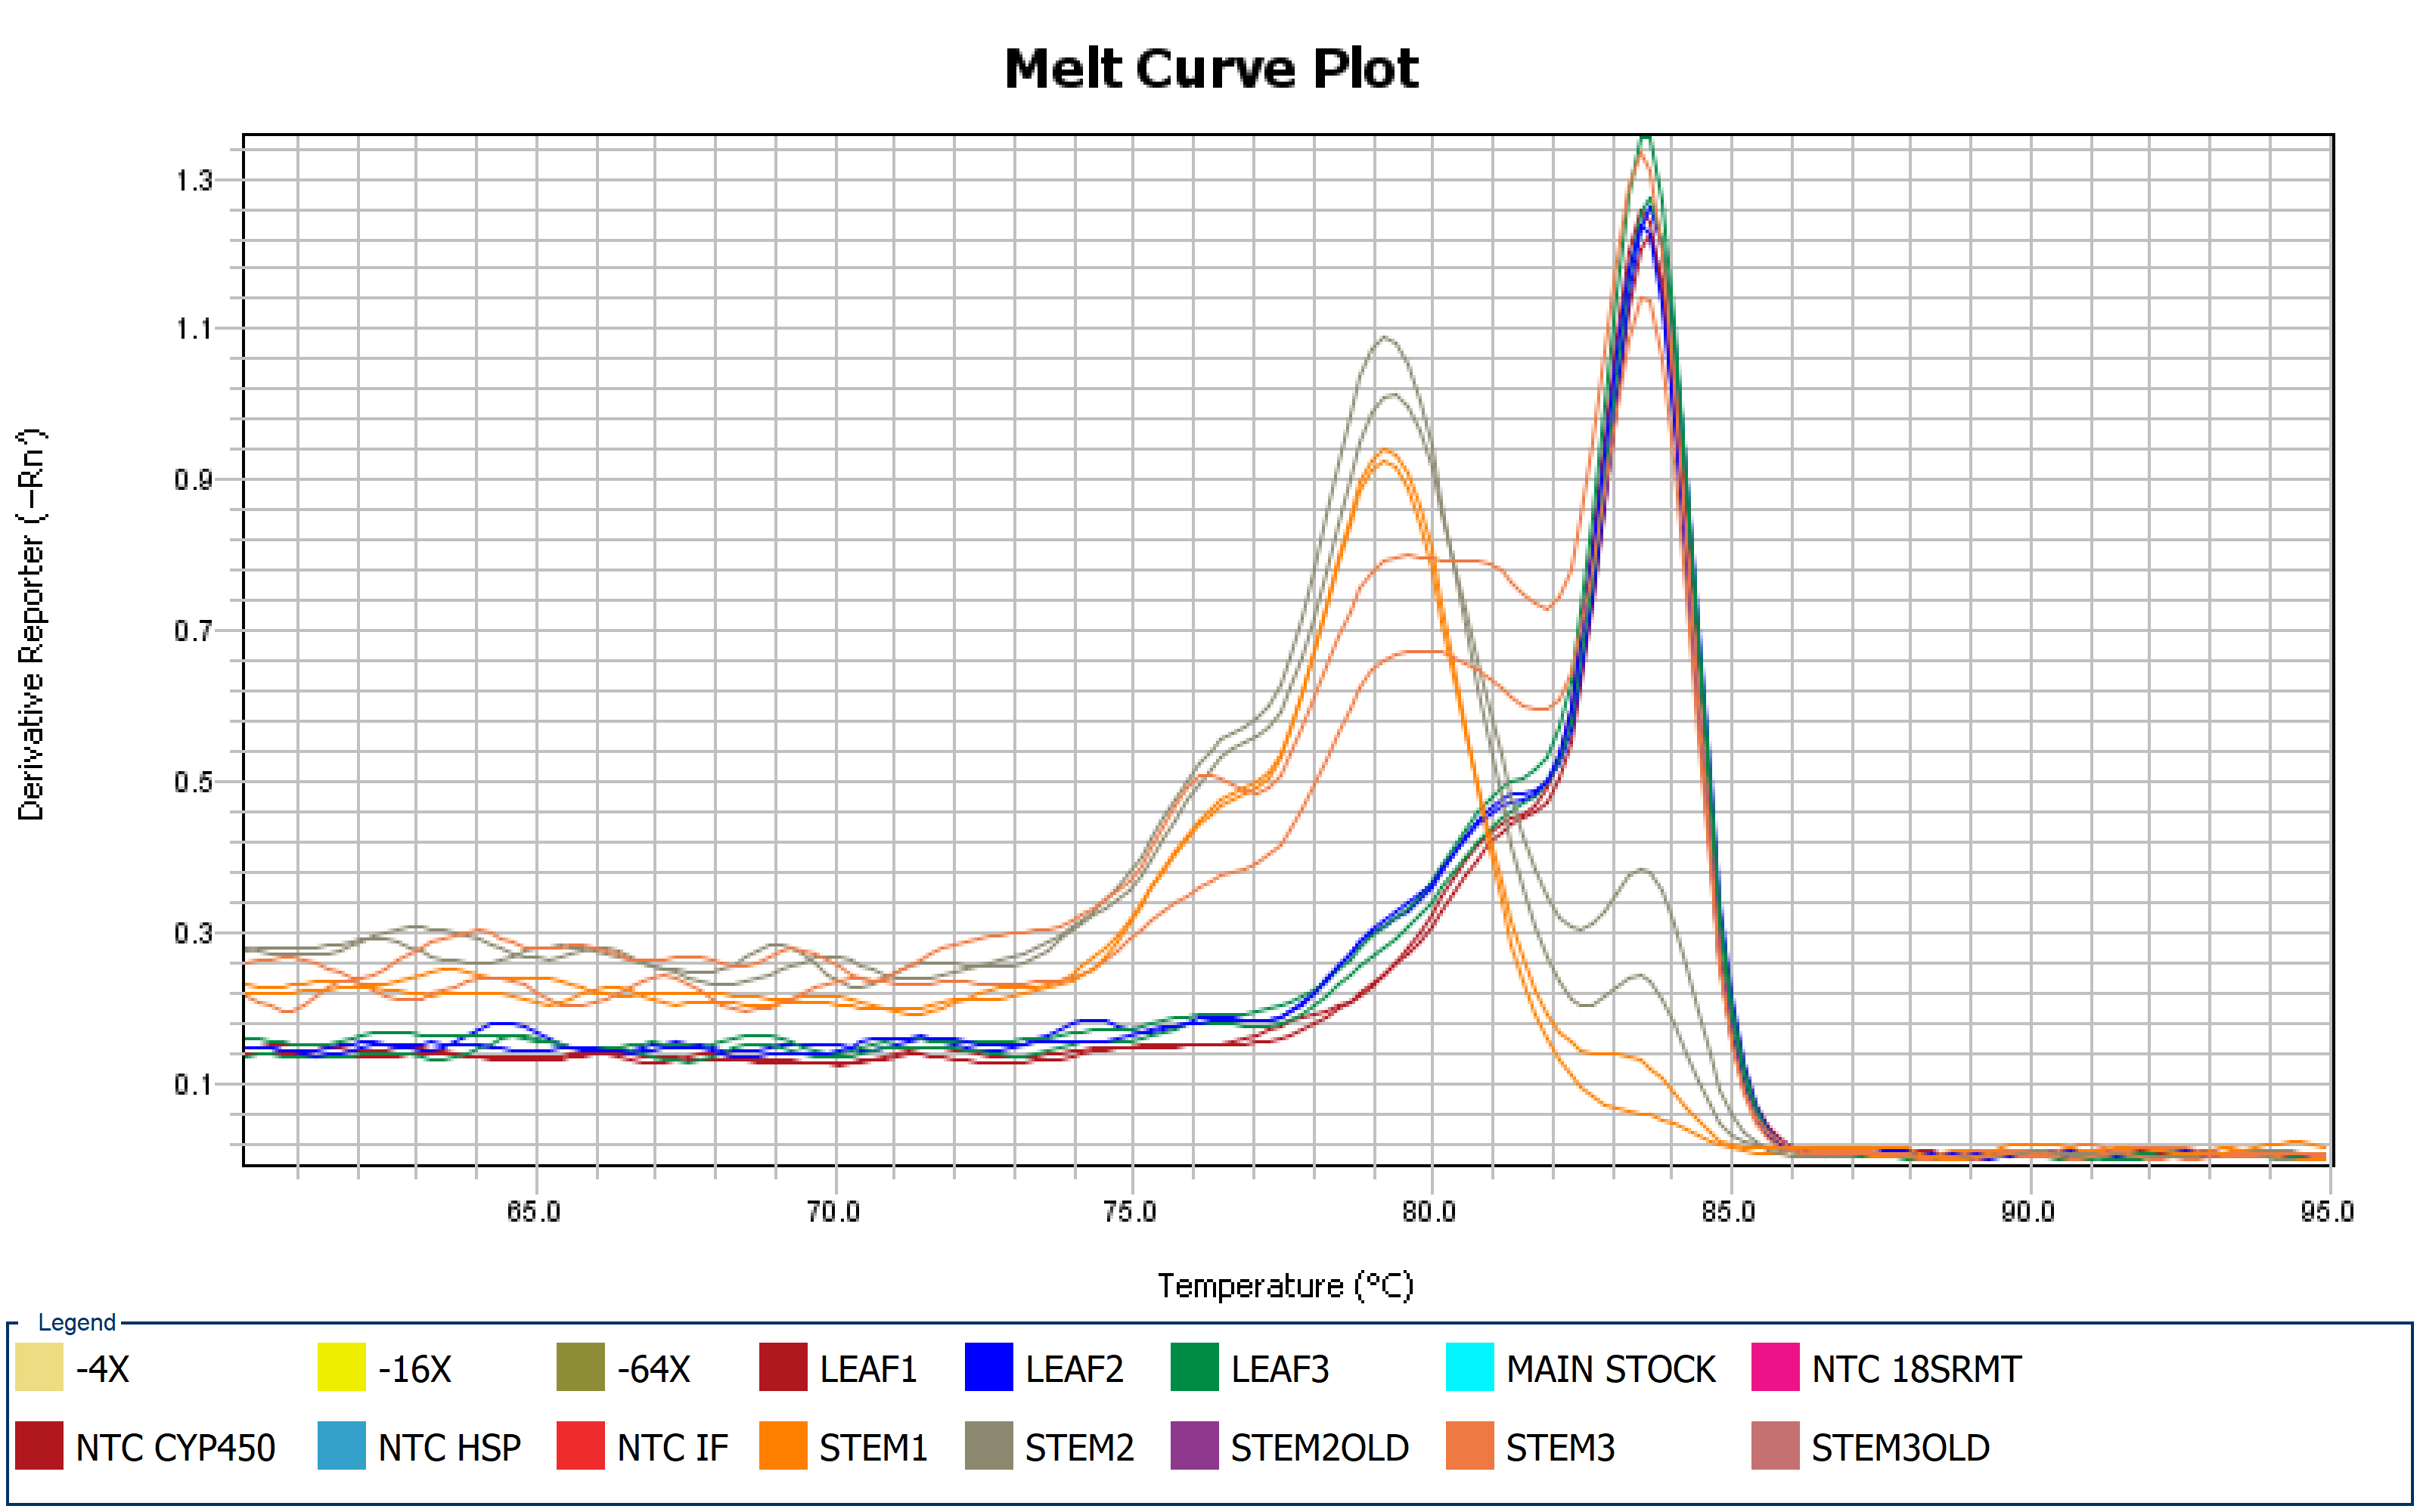 Melt Curve Plot
Derivative Reporter (-Rn')
1.3
1.1
0.9
0.7
0.5
0.3
0.1
65.0 70.0 75.0 80.0 85.0 90.0 95.0
Temperature (°C)
Legend
-4X -16X -64X LEAF1 LEAF2 LEAF3 MAIN STOCK NTC 18SRMT
NTC CYP450 NTC HSP NTC IF STEM1 STEM2 STEM2OLD STEM3 STEM3OLD